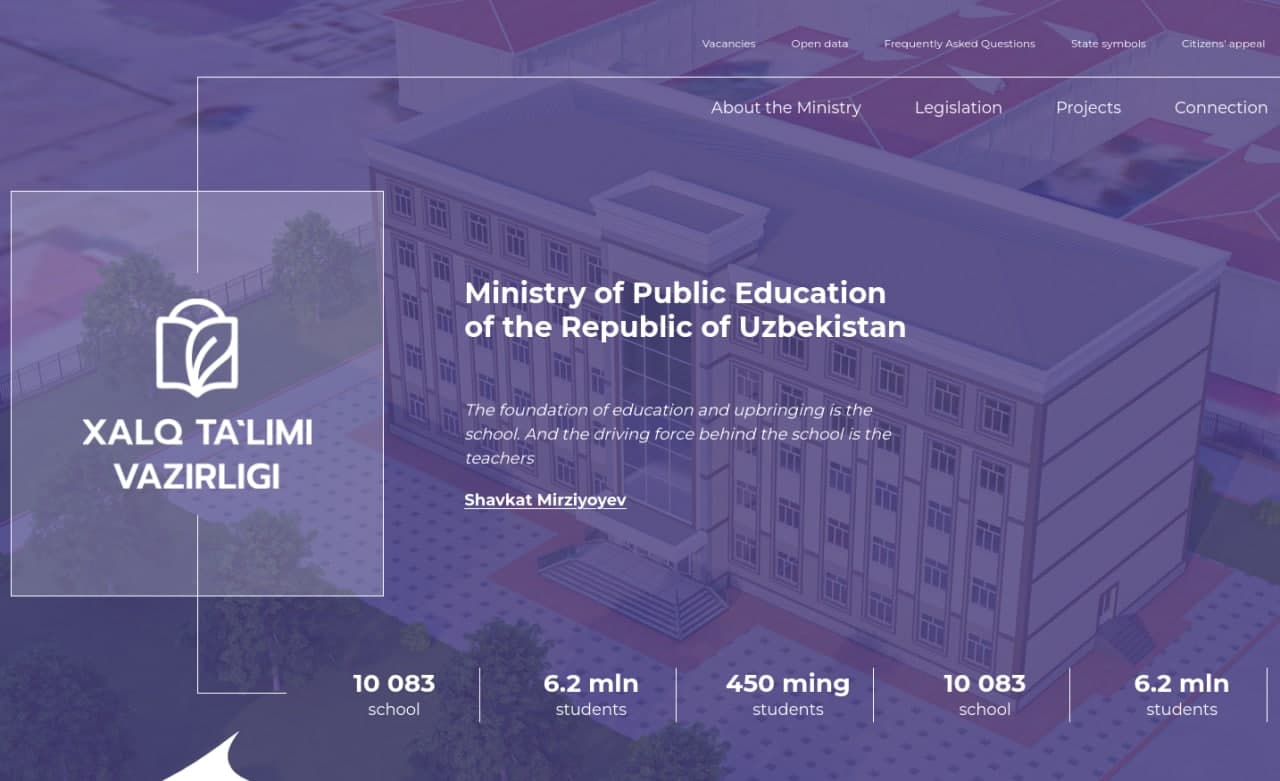 Vacancies Open data Frequently Asked Questions State symbols Citizens' appeal
About the Ministry Legislation Projects Connection
XALQ TA`LIMI
VAZIRLIGI
Ministry of Public Education
of the Republic of Uzbekistan
The foundation of education and upbringing is the
school. And the driving force behind the school is the
teachers
Shavkat Mirziyoyev
10 083 6.2 mln 450 ming 10 083 6.2 mln
school students students school students